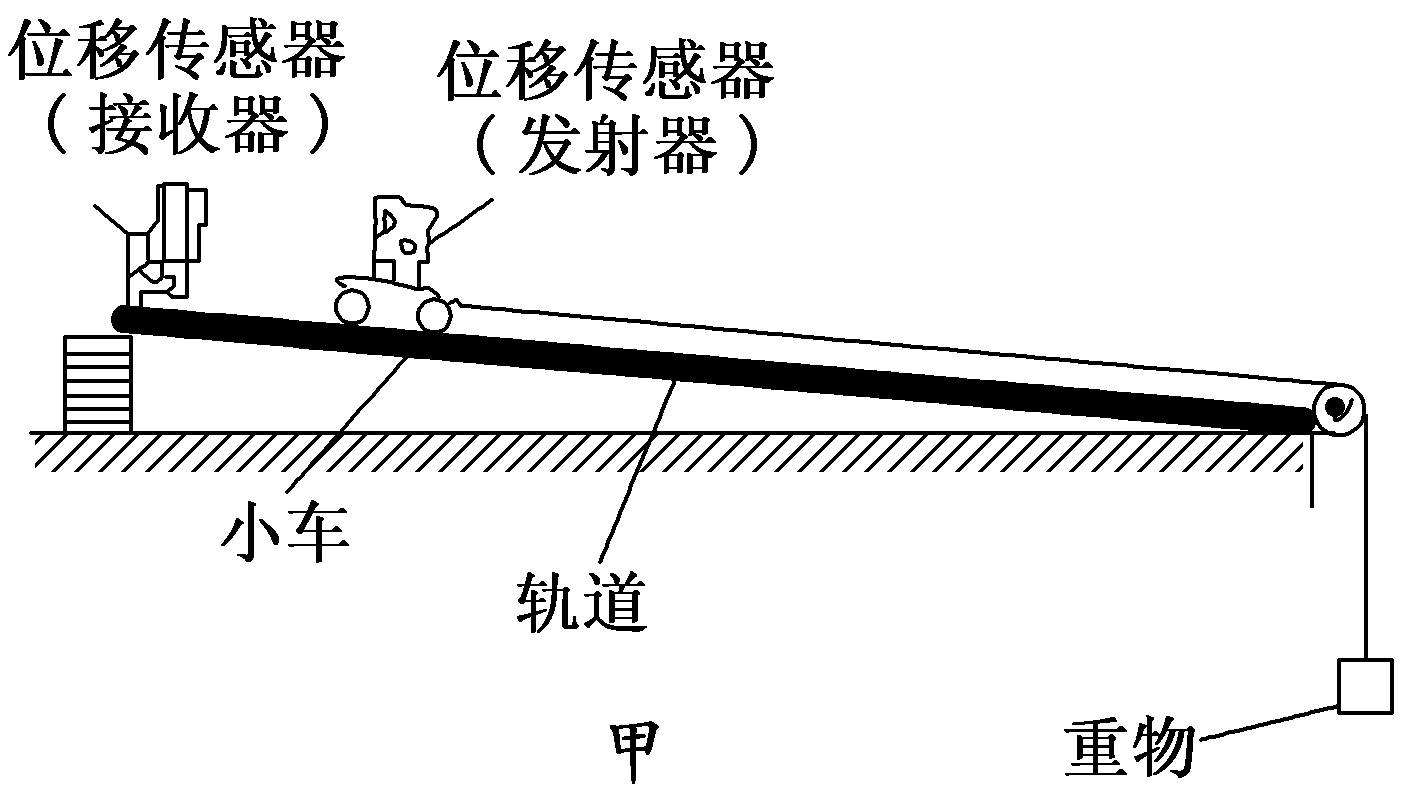 位移传感器
（接收器）
位移传感器
（发射器）
小车
轨道
重物
甲